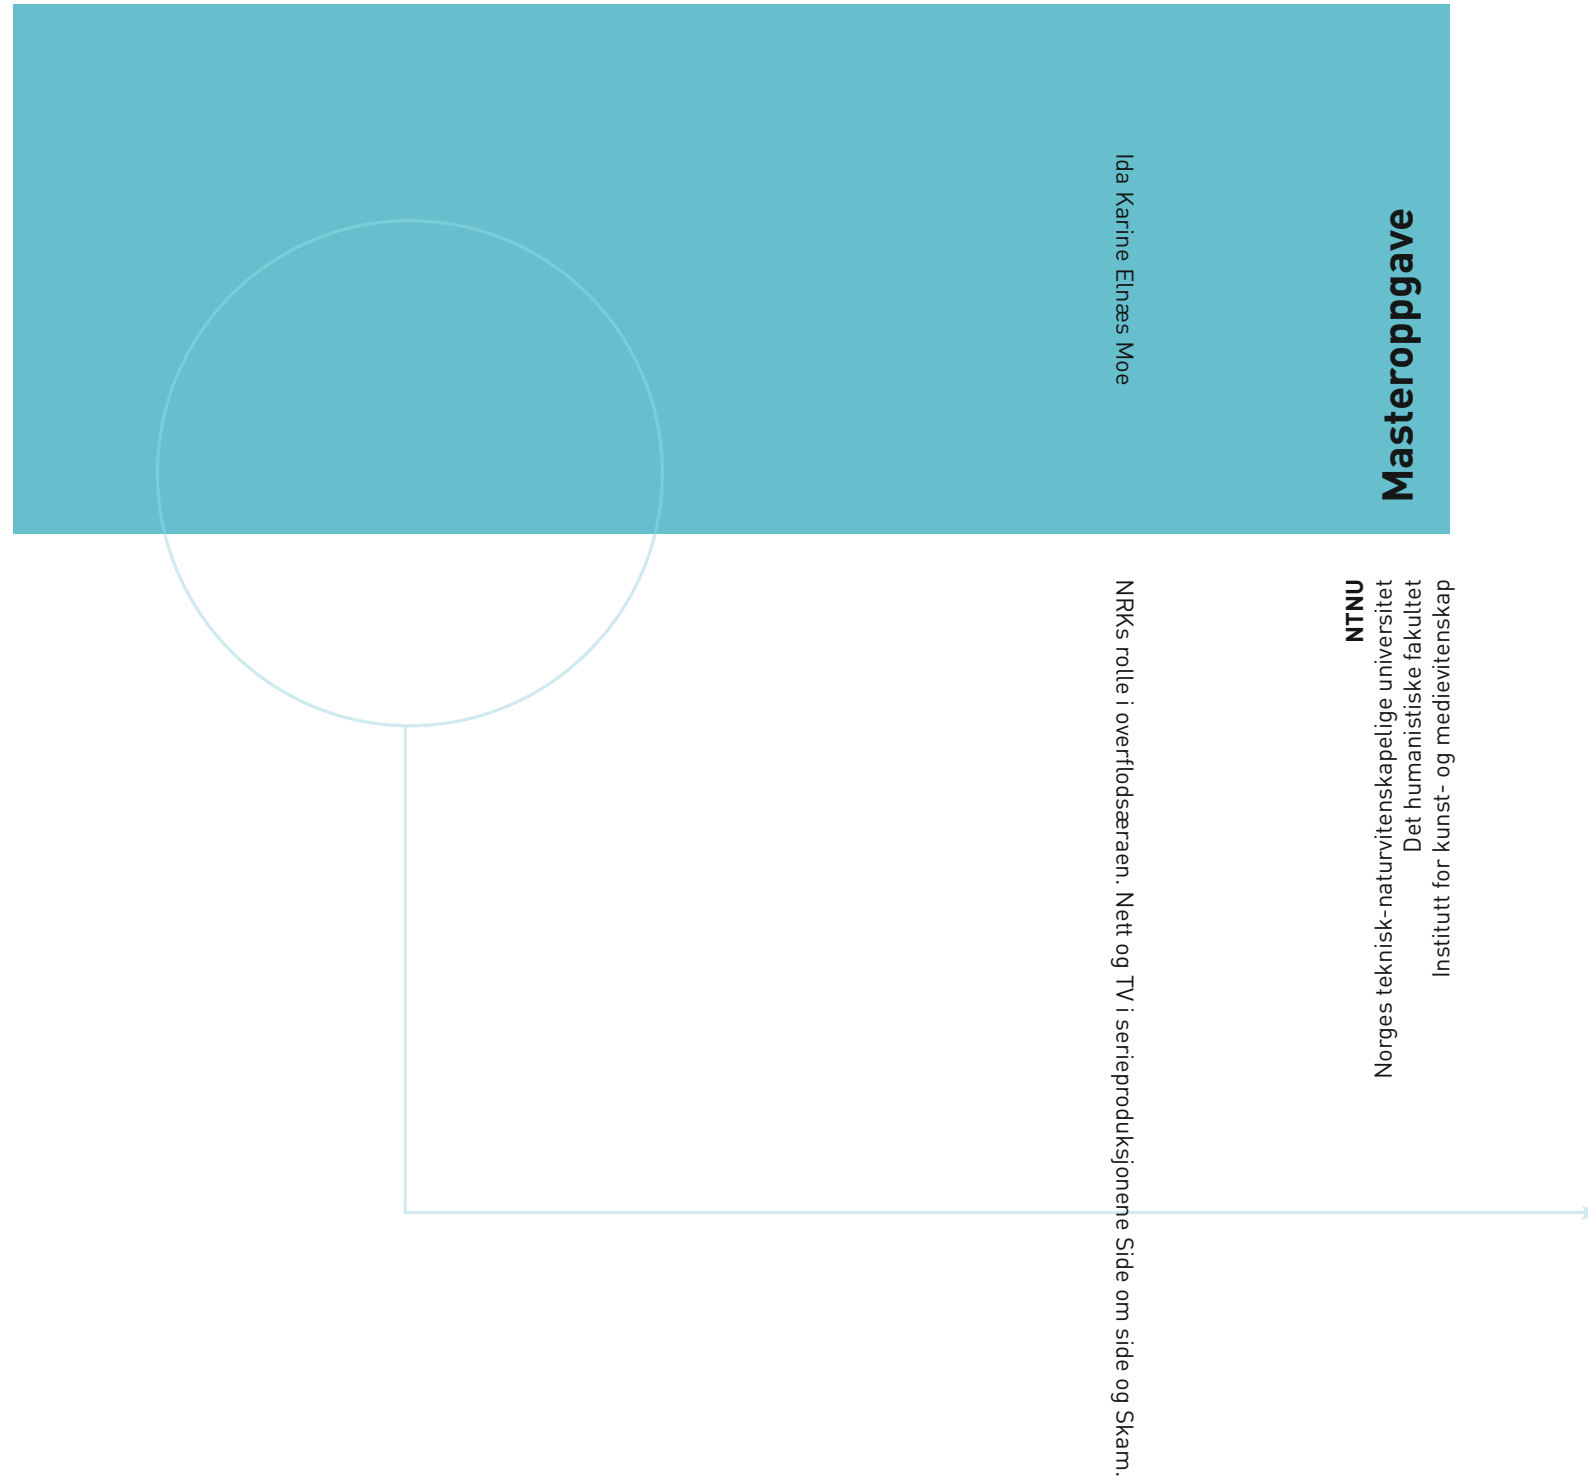 Ida Karine Elnæs Moe
NRKs rolle i overflodsæraen. Nett og TV i serieproduksjonene Side om side og Skam.
Masteroppgave
NTNU
Norges teknisk-naturvitenskapelige universitet
Det humanistiske fakultet
Institutt for kunst- og medievitenskap